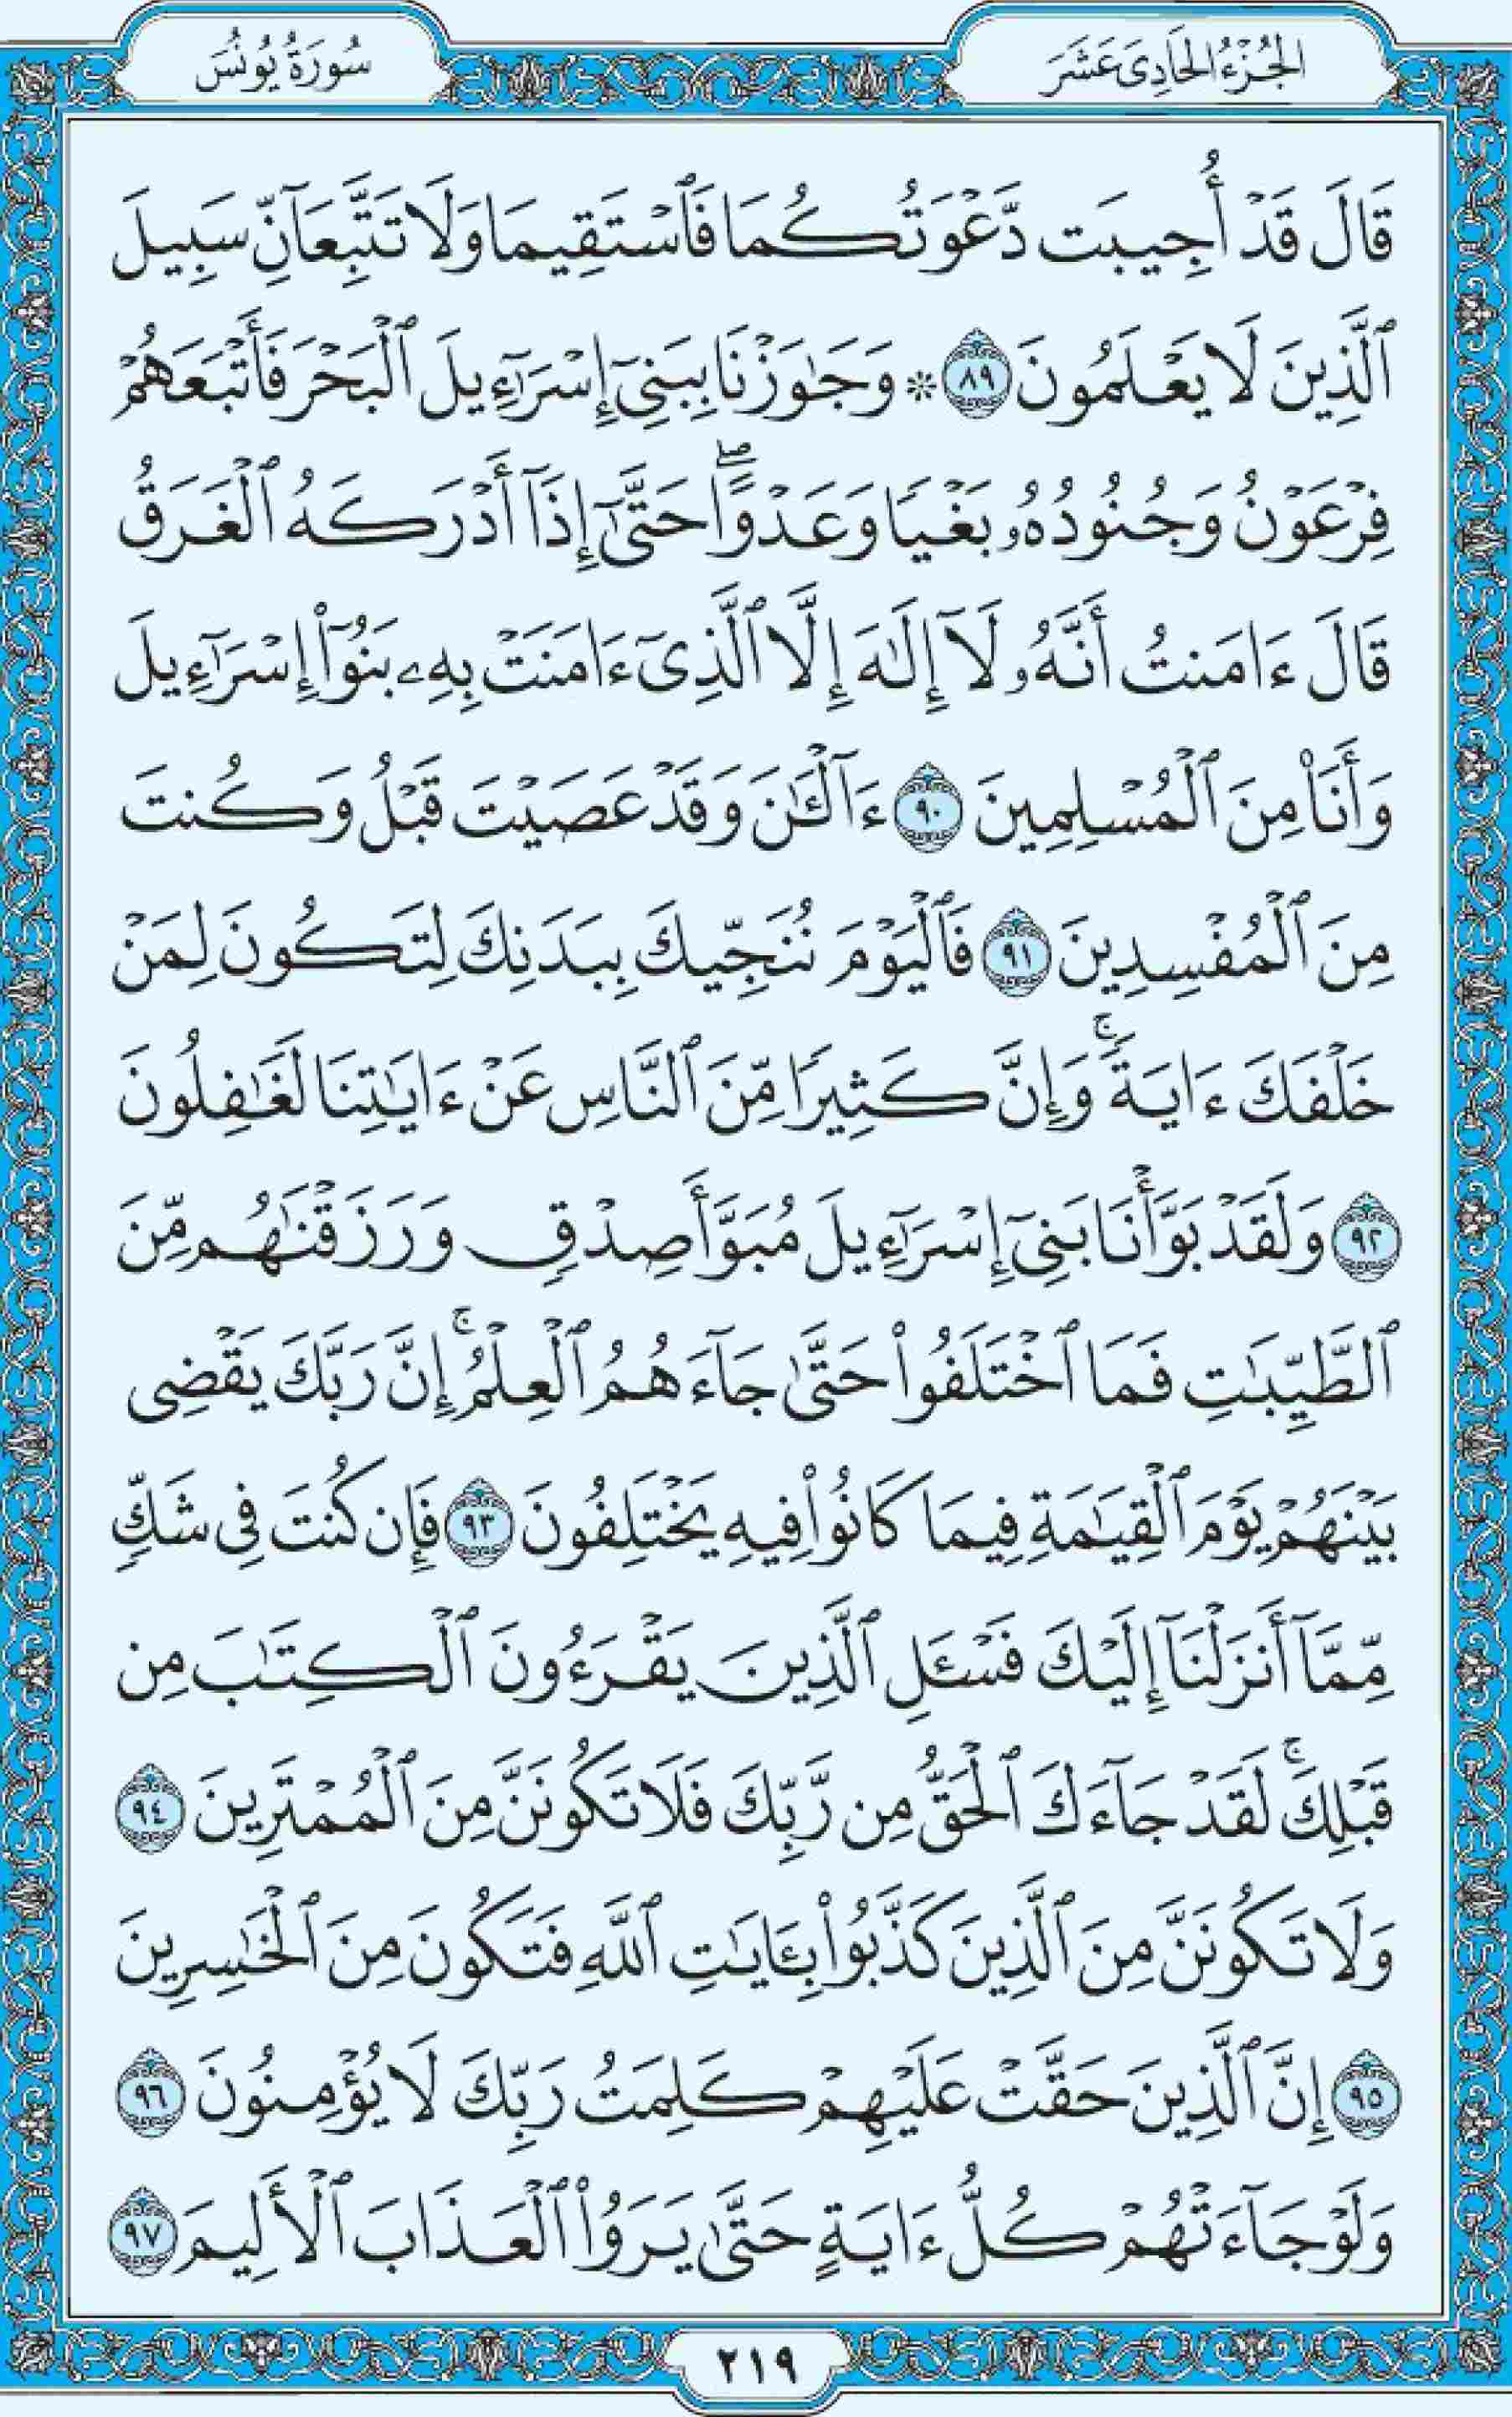 الجُزْءُ الحَادِيَ عَشَرَ
سُورَةُ يُونُسَ
قَالَ قَدۡ أُجِيبَت دَّعۡوَتُكُمَا فَٱسۡتَقِيمَا وَلَا تَتَّبِعَآنِّ سَبِيلَ
ٱلَّذِينَ لَا يَعۡلَمُونَ ٨٩ ۞ وَجَٰوَزۡنَا بِبَنِيٓ إِسۡرَٰٓءِيلَ ٱلۡبَحۡرَ فَأَتۡبَعَهُمۡ
فِرۡعَوۡنُ وَجُنُودُهُۥ بَغۡيٗا وَعَدۡوًاۖ حَتَّىٰٓ إِذَآ أَدۡرَكَهُ ٱلۡغَرَقُ
قَالَ ءَامَنتُ أَنَّهُۥ لَآ إِلَٰهَ إِلَّا ٱلَّذِيٓ ءَامَنَتۡ بِهِۦ بَنُوٓاْ إِسۡرَٰٓءِيلَ
وَأَنَا۠ مِنَ ٱلۡمُسۡلِمِينَ ٩٠ ءَآلۡـَٰٔنَ وَقَدۡ عَصَيۡتَ قَبۡلُ وَكُنتَ
مِنَ ٱلۡمُفۡسِدِينَ ٩١ فَٱلۡيَوۡمَ نُنَجِّيكَ بِبَدَنِكَ لِتَكُونَ لِمَنۡ
خَلۡفَكَ ءَايَةٗۚ وَإِنَّ كَثِيرٗا مِّنَ ٱلنَّاسِ عَنۡ ءَايَٰتِنَا لَغَٰفِلُونَ
٩٢ وَلَقَدۡ بَوَّأۡنَا بَنِيٓ إِسۡرَٰٓءِيلَ مُبَوَّأَ صِدۡقٖ وَرَزَقۡنَٰهُم مِّنَ
ٱلطَّيِّبَٰتِ فَمَا ٱخۡتَلَفُواْ حَتَّىٰ جَآءَهُمُ ٱلۡعِلۡمُۚ إِنَّ رَبَّكَ يَقۡضِي
بَيۡنَهُمۡ يَوۡمَ ٱلۡقِيَٰمَةِ فِيمَا كَانُواْ فِيهِ يَخۡتَلِفُونَ ٩٣ فَإِن كُنتَ فِي شَكّٖ
مِّمَّآ أَنزَلۡنَآ إِلَيۡكَ فَسۡـَٔلِ ٱلَّذِينَ يَقۡرَءُونَ ٱلۡكِتَٰبَ مِن
قَبۡلِكَۚ لَقَدۡ جَآءَكَ ٱلۡحَقُّ مِن رَّبِّكَ فَلَا تَكُونَنَّ مِنَ ٱلۡمُمۡتَرِينَ ٩٤
وَلَا تَكُونَنَّ مِنَ ٱلَّذِينَ كَذَّبُواْ بِـَٔايَٰتِ ٱللَّهِ فَتَكُونَ مِنَ ٱلۡخَٰسِرِينَ
٩٥ إِنَّ ٱلَّذِينَ حَقَّتۡ عَلَيۡهِمۡ كَلِمَتُ رَبِّكَ لَا يُؤۡمِنُونَ ٩٦
وَلَوۡ جَآءَتۡهُمۡ كُلُّ ءَايَةٍ حَتَّىٰ يَرَوُاْ ٱلۡعَذَابَ ٱلۡأَلِيمَ ٩٧
٢١٩